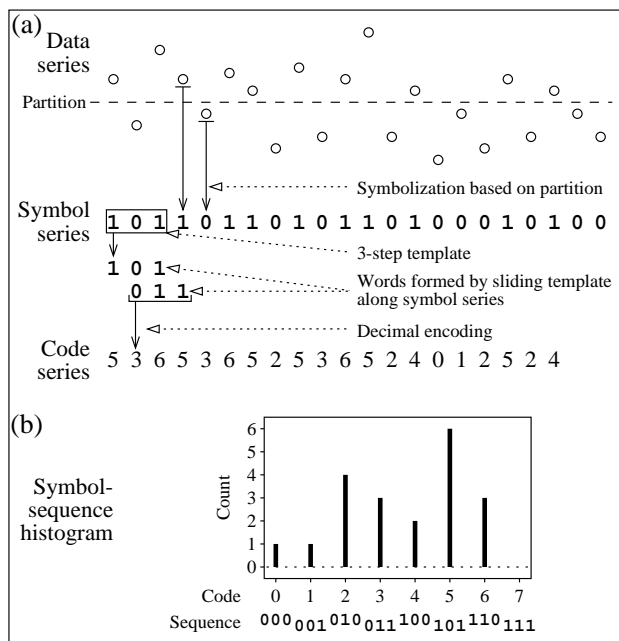 (a)
Data
series
Partition
Symbolization based on partition
Symbol
series
1 0 1 1 0 1 1 0 1 0 1 1 0 1 0 0 0 1 0 1 0 0
3-step template
1 0 1
0 1 1
Words formed by sliding template
along symbol series
Decimal encoding
Code
series
5 3 6 5 3 6 5 2 5 3 6 5 2 4 0 1 2 5 2 4
(b)
Symbol-
sequence
histogram
Count
6
5
4
3
2
1
0
Code 0 1 2 3 4 5 6 7
Sequence 000 001 010 011 100 101 110 111